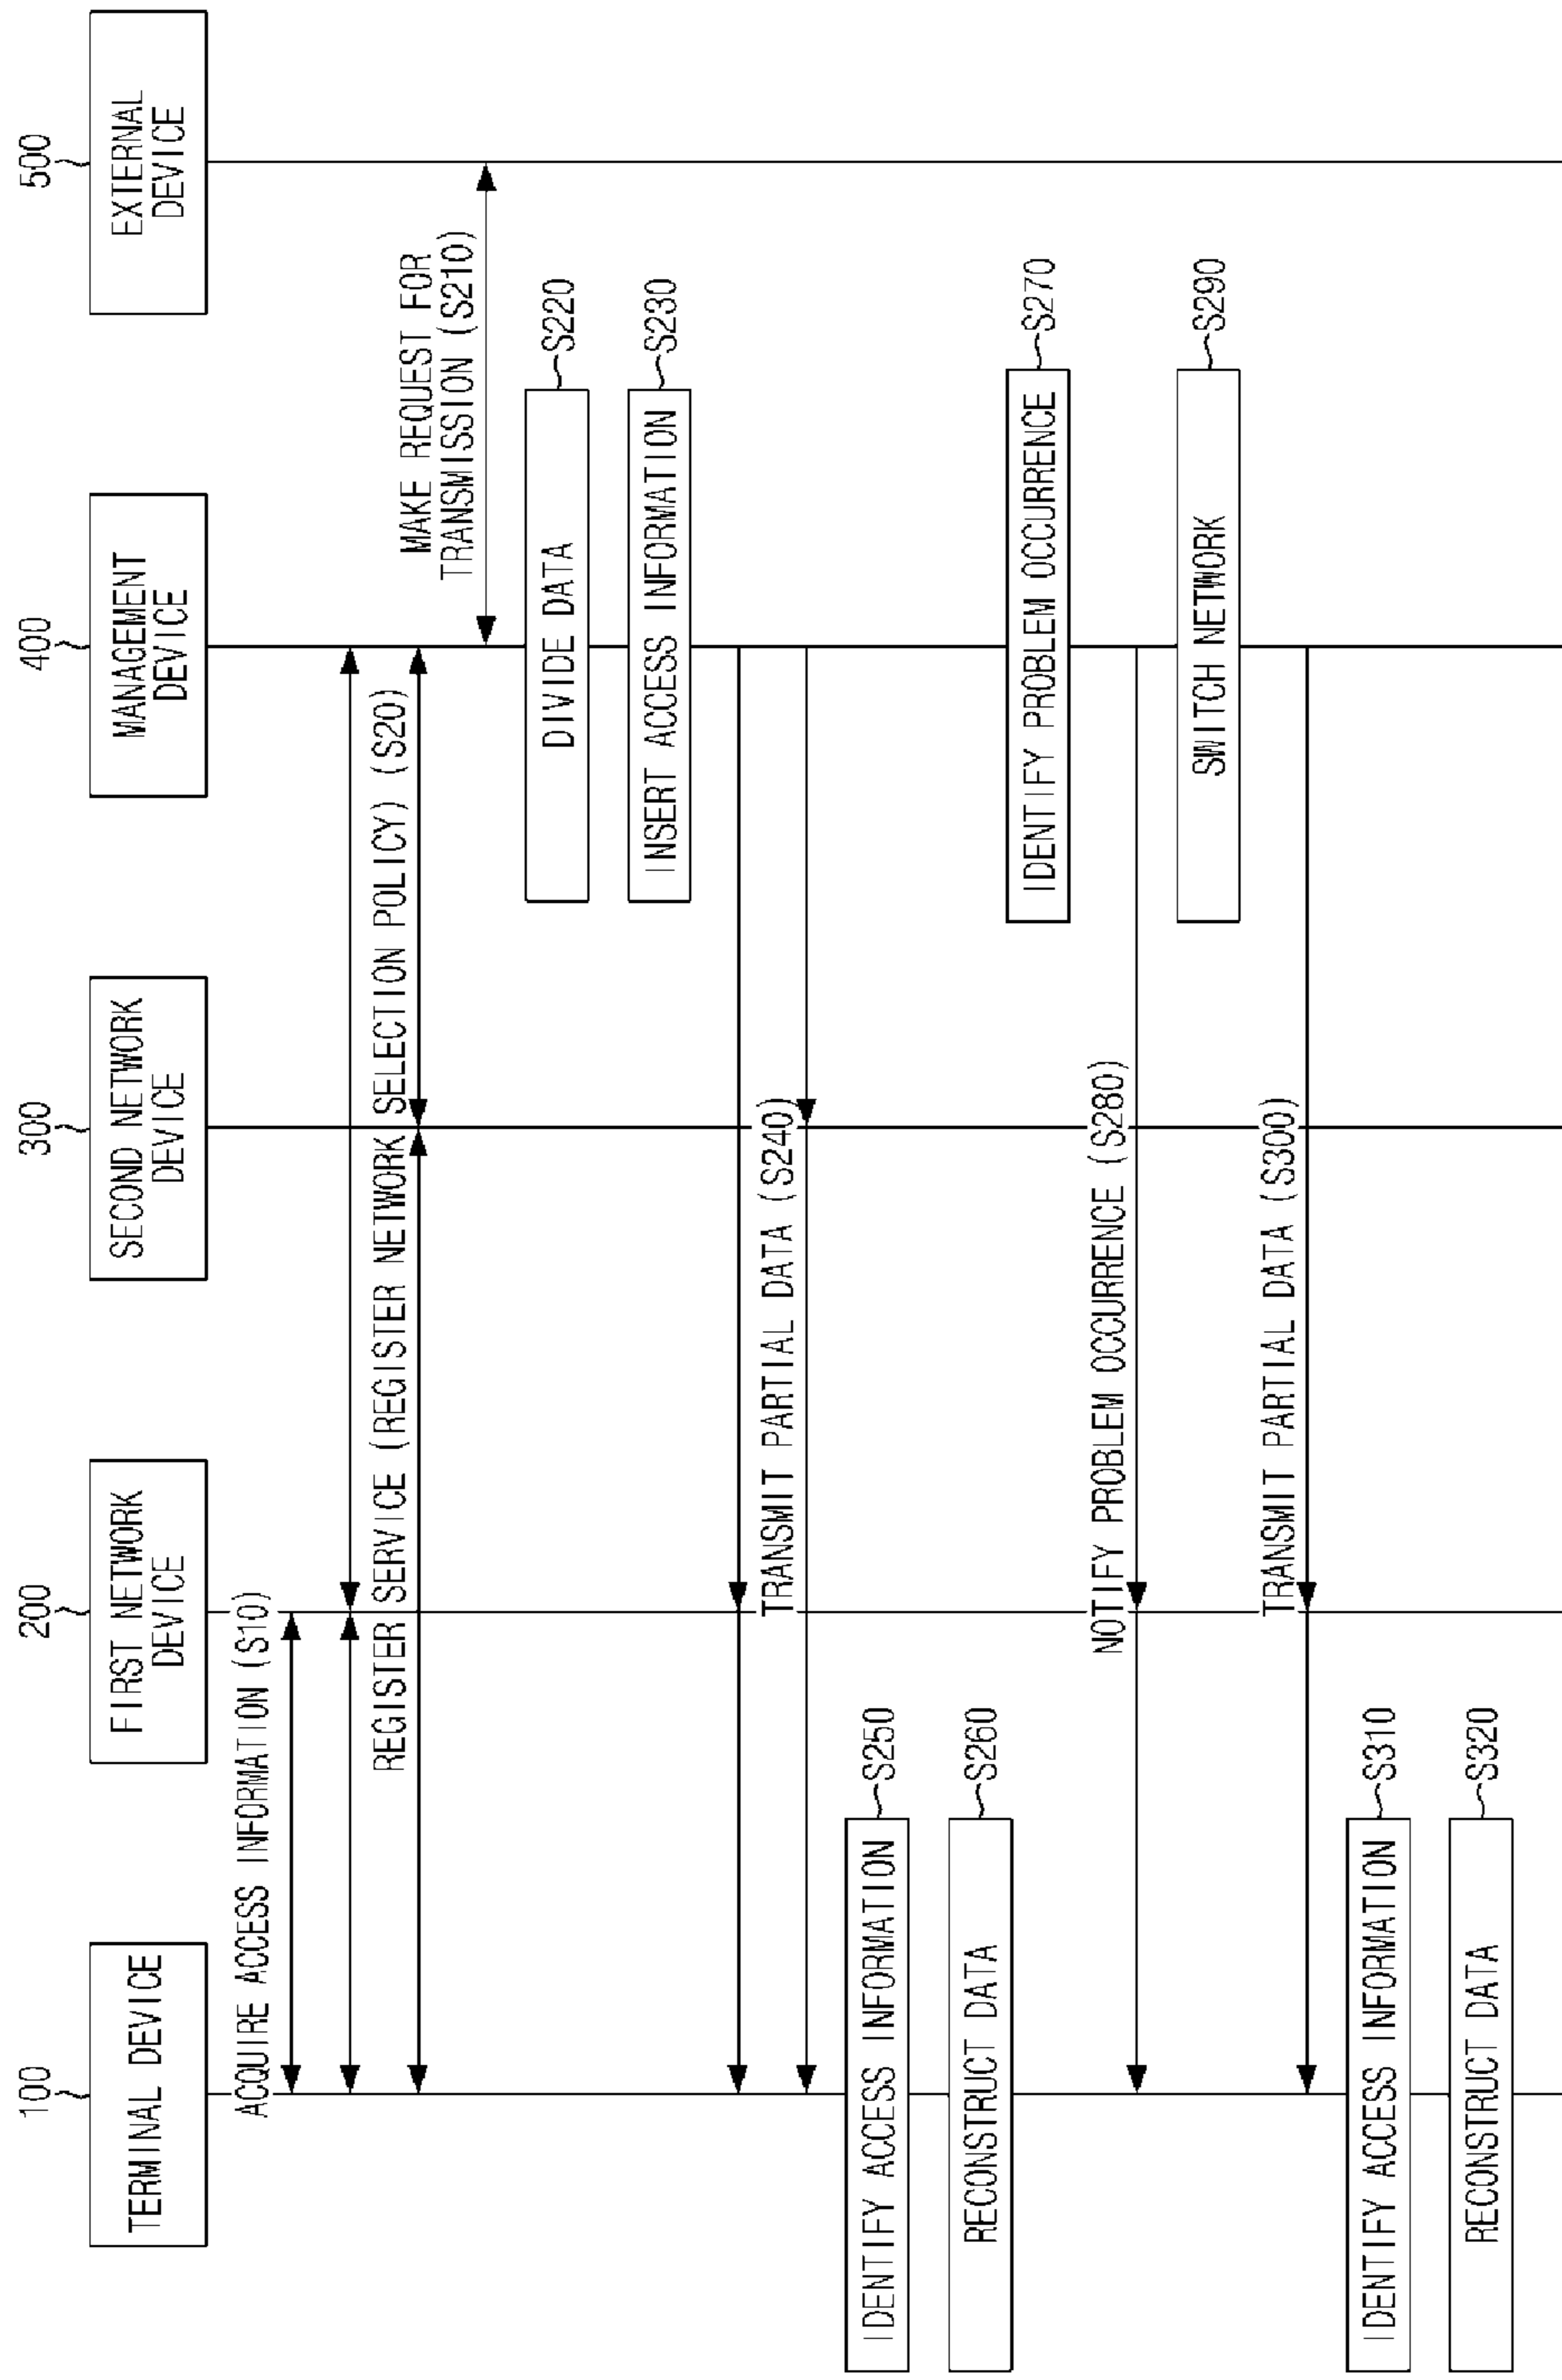 100
TERMINAL DEVICE
200
FIRST NETWORK
DEVICE
300
SECOND NETWORK
DEVICE
400
MANAGEMENT
DEVICE
500
EXTERNAL
DEVICE
ACQUIRE ACCESS INFORMATION (S10)
REGISTER SERVICE (REGISTER NETWORK SELECTION POLICY) (S20)
MAKE REQUEST FOR
TRANSMISSION (S210)
DIVIDE DATA
S220
INSERT ACCESS INFORMATION
S230
TRANSMIT PARTIAL DATA (S240)
IDENTIFY ACCESS INFORMATION
S250
RECONSTRUCT DATA
S260
IDENTIFY PROBLEM OCCURRENCE
S270
NOTIFY PROBLEM OCCURRENCE (S280)
SWITCH NETWORK
S290
TRANSMIT PARTIAL DATA (S300)
IDENTIFY ACCESS INFORMATION
S310
RECONSTRUCT DATA
S320